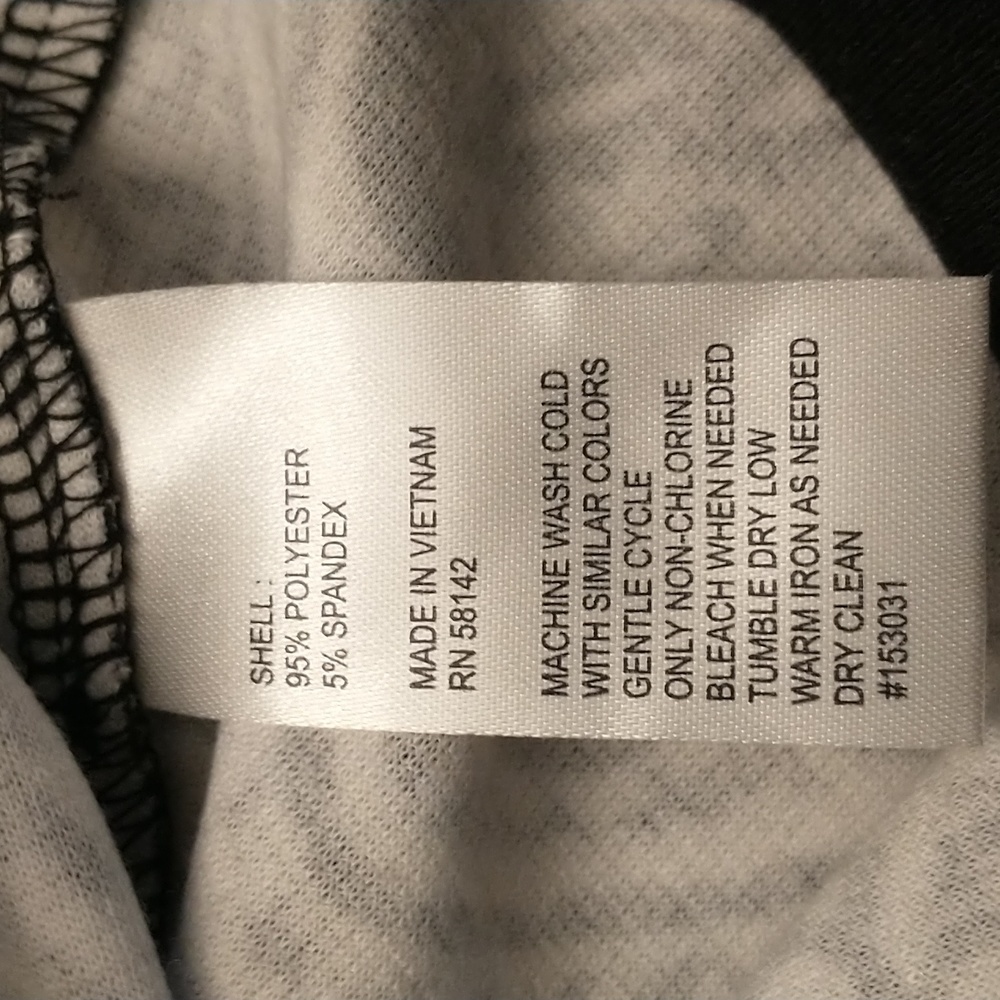 SHELL:
95% POLYESTER
5% SPANDEX
MADE IN VIETNAM
RN 58142
MACHINE WASH COLD
WITH SIMILAR COLORS
GENTLE CYCLE
ONLY NON-CHLORINE
BLEACH WHEN NEEDED
TUMBLE DRY LOW
WARM IRON AS NEEDED
DRY CLEAN
#153031